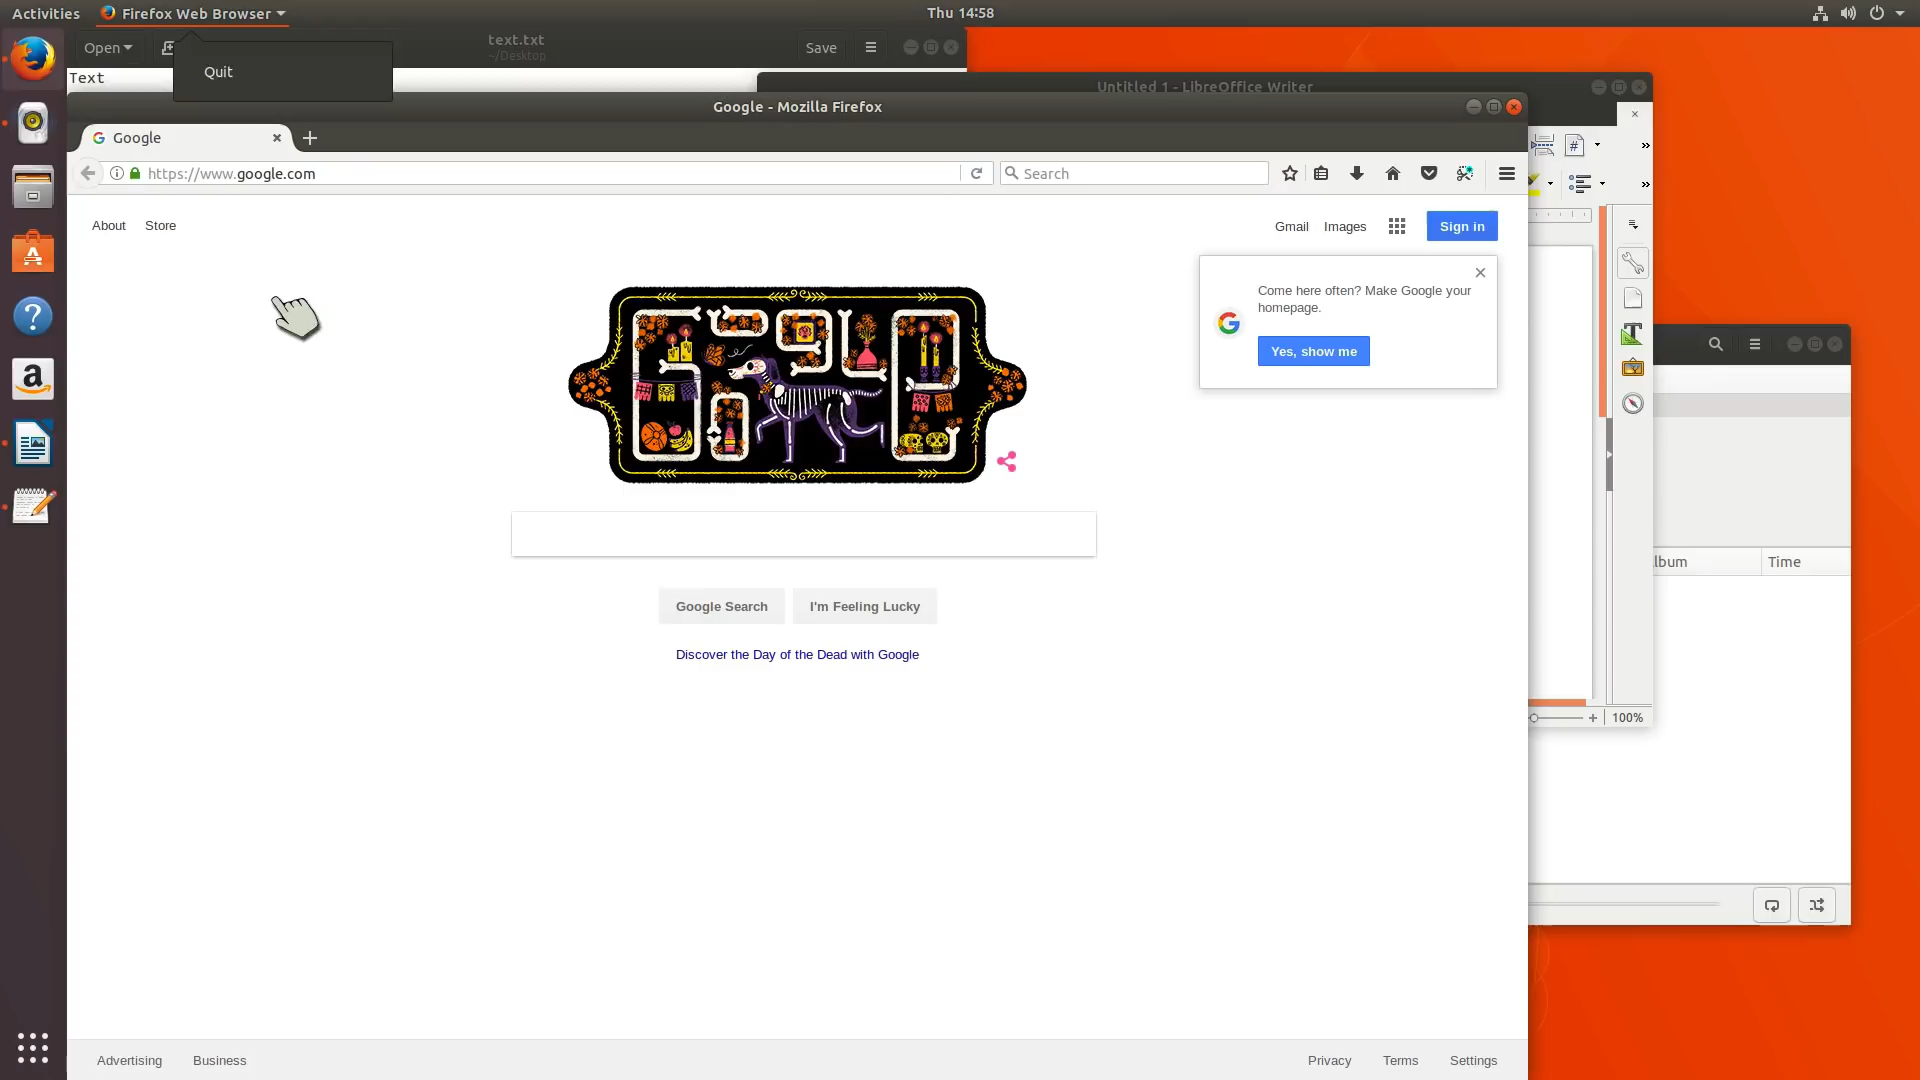 Activities
Firefox Web Browser
Thu 14:58
Open
text.txt
~/Desktop
Save
Quit
Text
Untitled 1 - LibreOffice Writer
Google - Mozilla Firefox
Google
https://www.google.com
Search
About
Store
Gmail
Images
Sign in
Come here often? Make Google your
homepage.
Yes, show me
Google Search
I'm Feeling Lucky
Discover the Day of the Dead with Google
100%
lbum
Time
Advertising
Business
Privacy
Terms
Settings